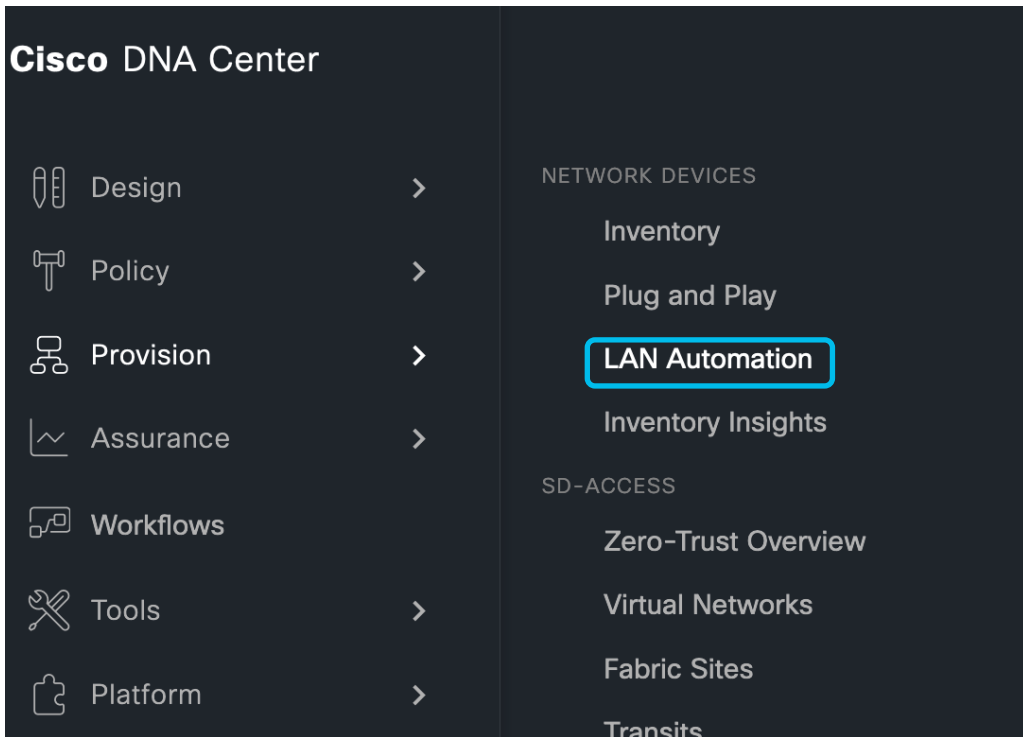 Cisco DNA Center
Design
Policy
Provision
Assurance
Workflows
Tools
Platform
NETWORK DEVICES
Inventory
Plug and Play
LAN Automation
Inventory Insights
SD-ACCESS
Zero-Trust Overview
Virtual Networks
Fabric Sites
Transits